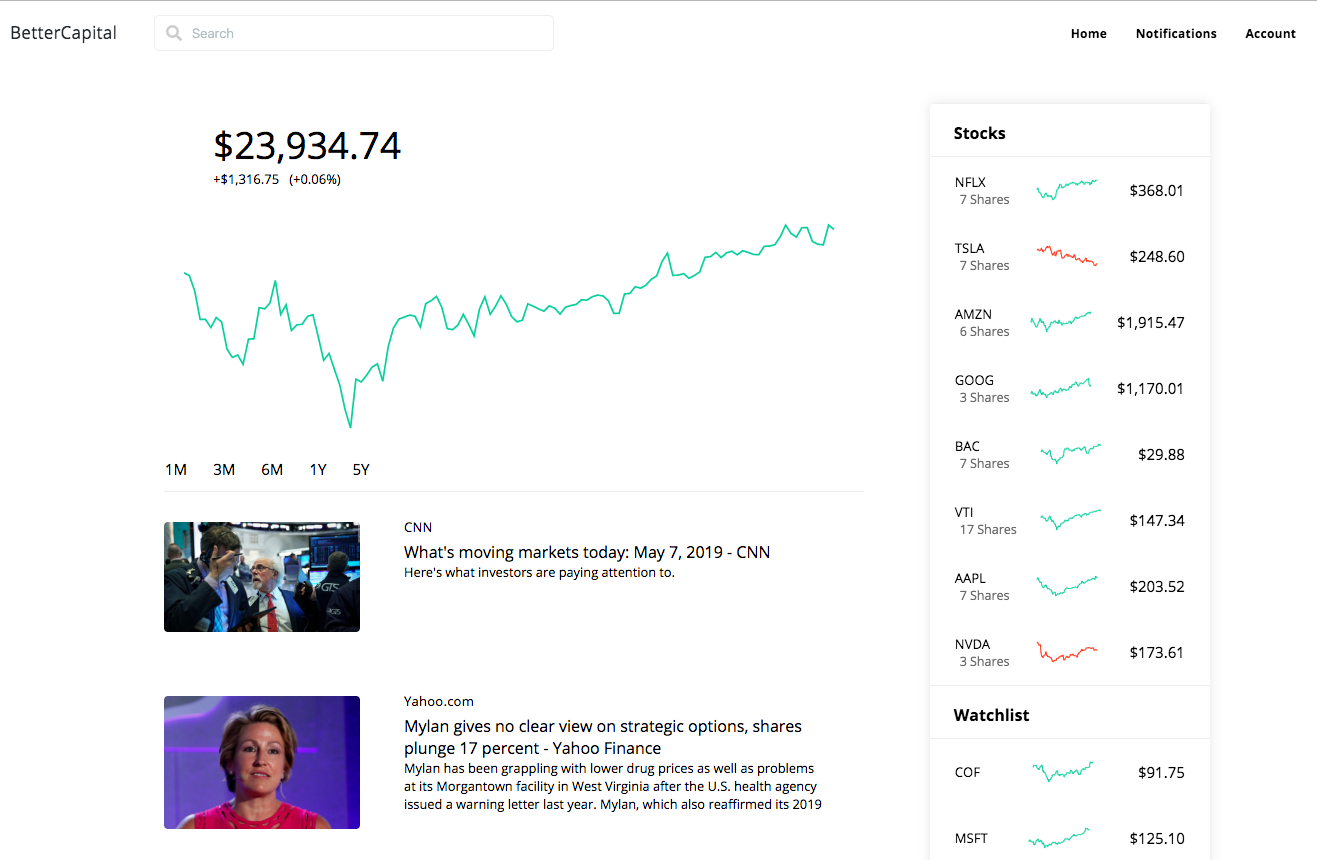 BetterCapital
Search
Home
Notifications
Account
$23,934.74
+$1,316.75 (+0.06%)
1M
3M
6M
1Y
5Y
CNN
What's moving markets today: May 7, 2019 - CNN
Here's what investors are paying attention to.
Yahoo.com
Mylan gives no clear view on strategic options, shares
plunge 17 percent - Yahoo Finance
Mylan has been grappling with lower drug prices as well as problems
at its Morgantown facility in West Virginia after the U.S. health agency
issued a warning letter last year. Mylan, which also reaffirmed its 2019
Stocks
NFLX
7 Shares
$368.01
TSLA
7 Shares
$248.60
AMZN
6 Shares
$1,915.47
GOOG
3 Shares
$1,170.01
BAC
7 Shares
$29.88
VTI
17 Shares
$147.34
AAPL
7 Shares
$203.52
NVDA
3 Shares
$173.61
Watchlist
COF
$91.75
MSFT
$125.10